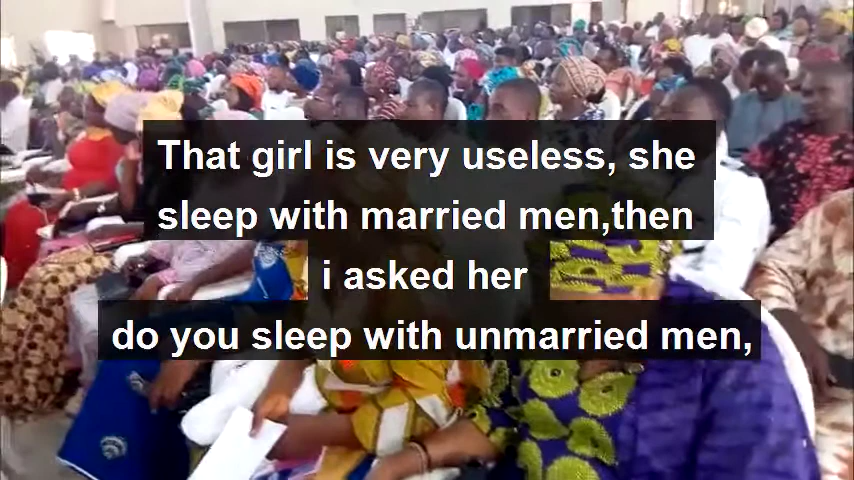 That girl is very useless, she
sleep with married men,then
i asked her
do you sleep with unmarried men,